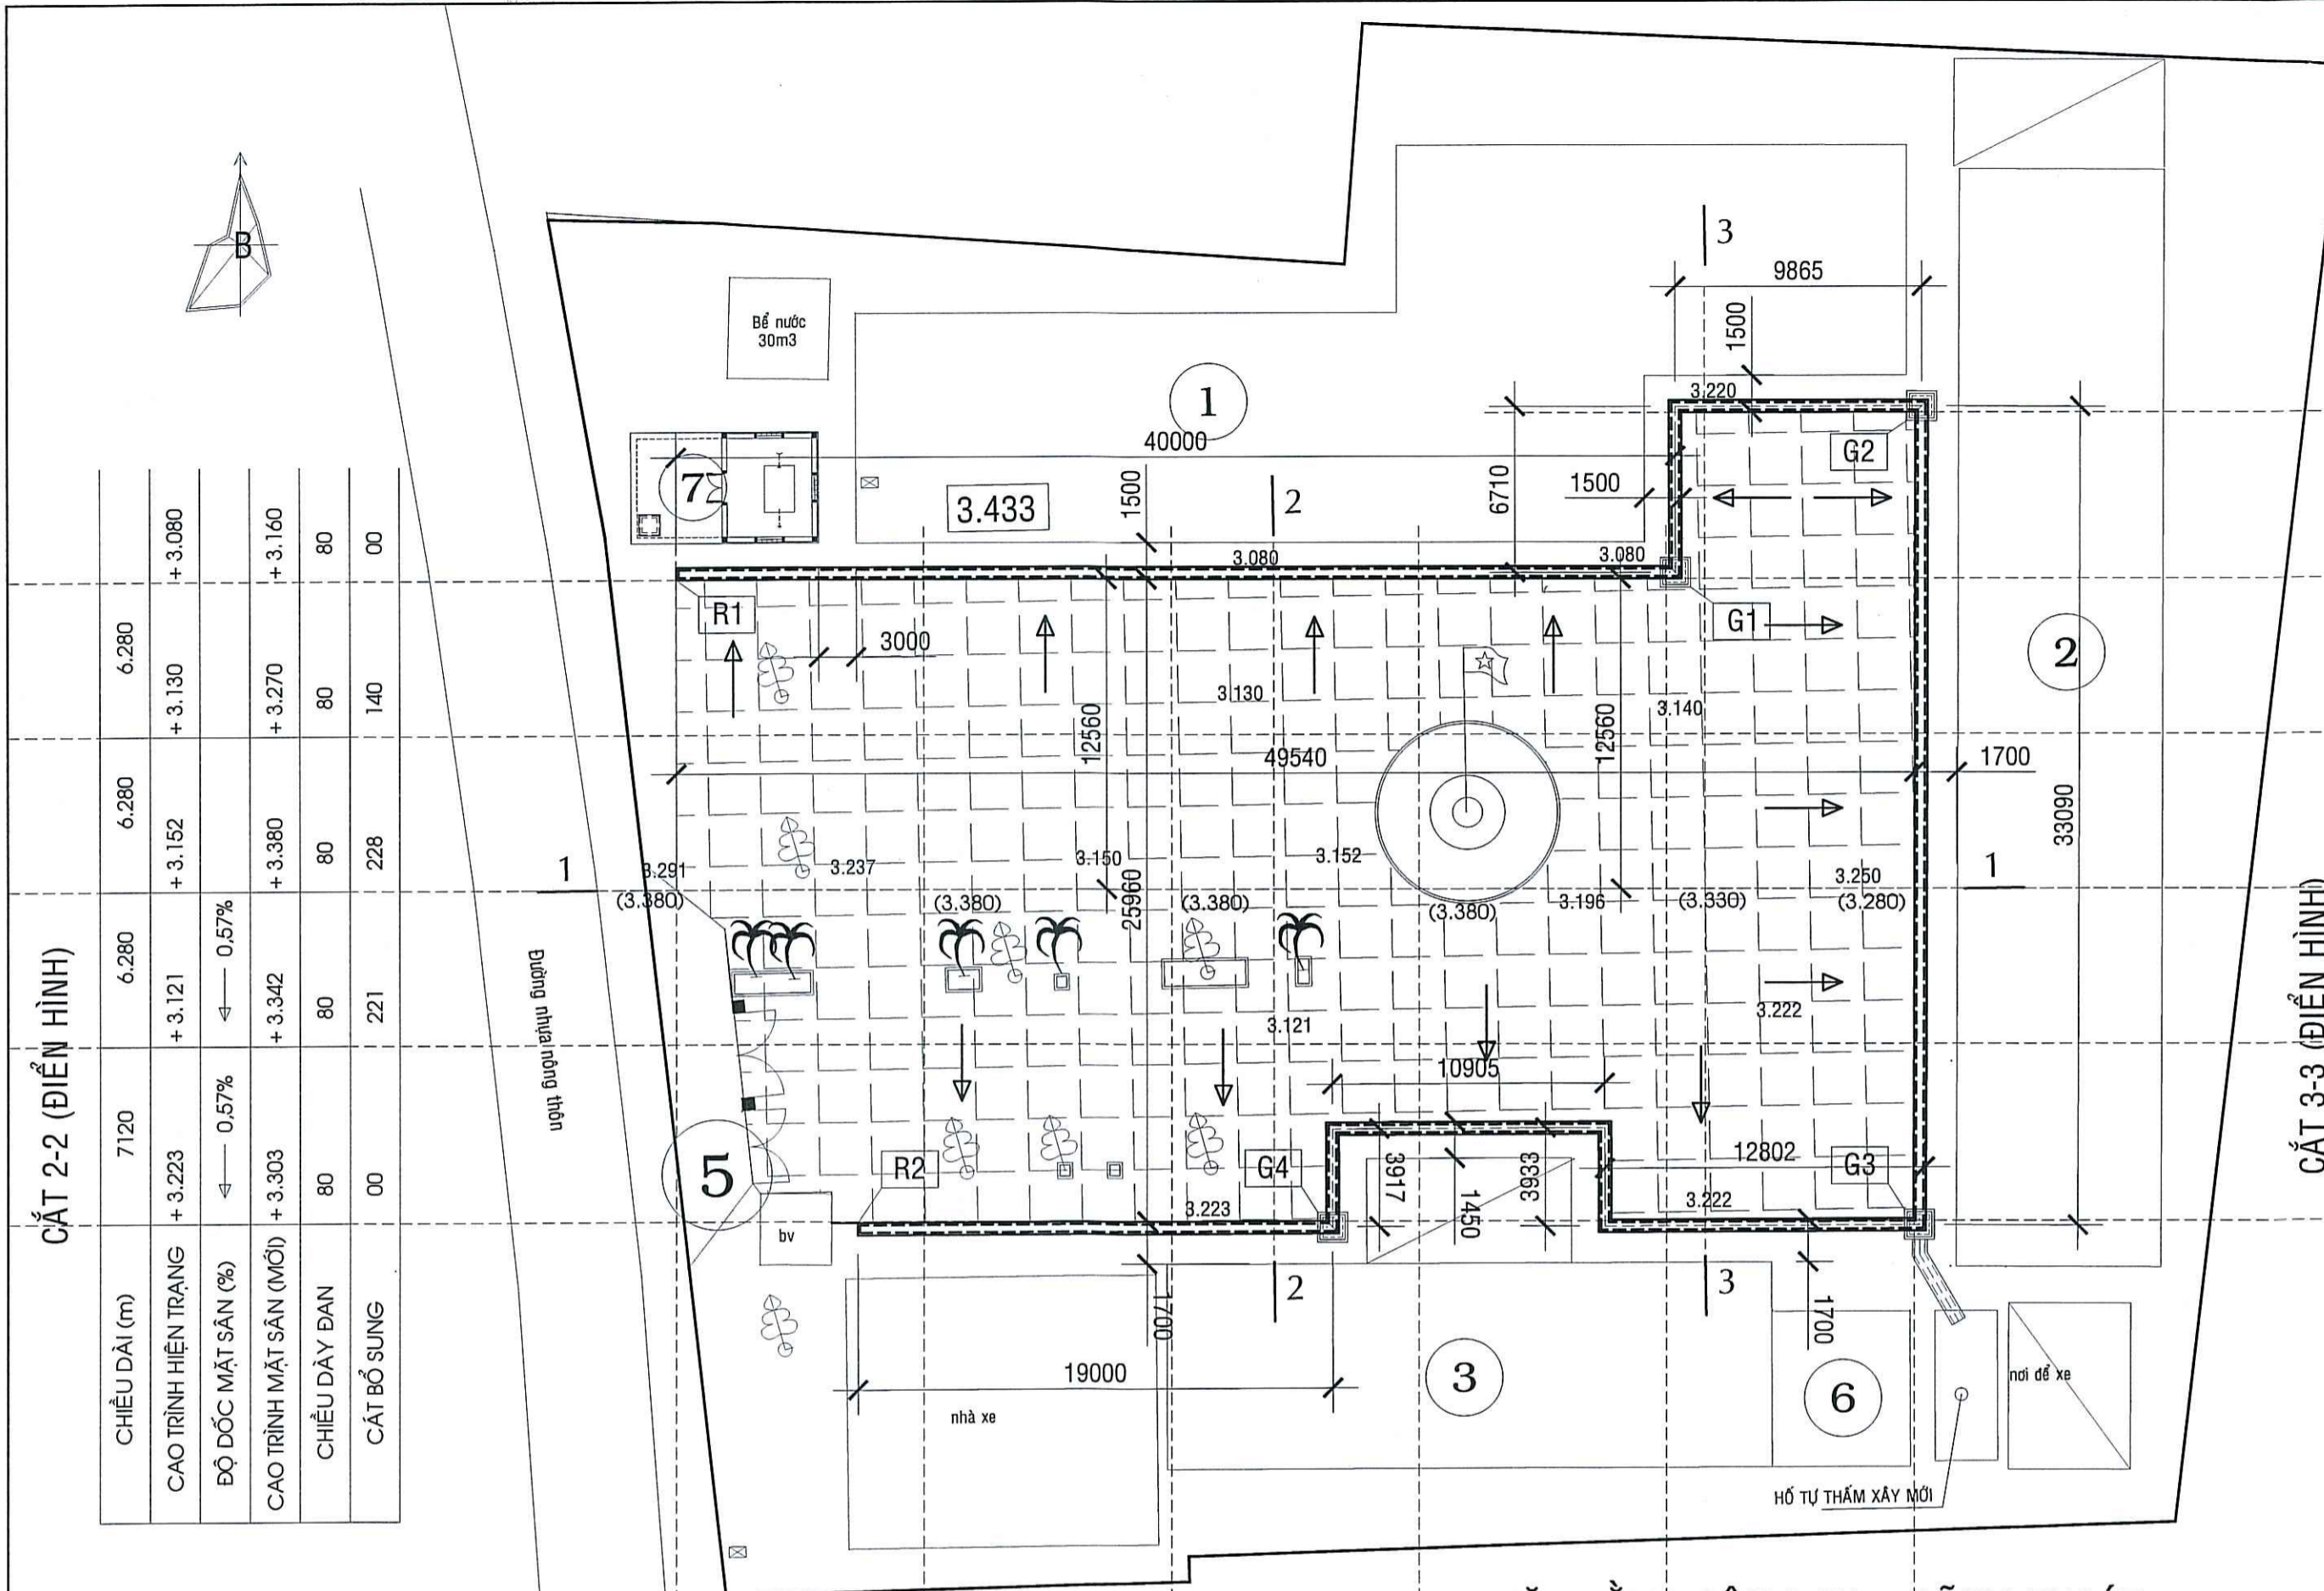 CẮT 2-2 (ĐIỂN HÌNH)
CHIỀU DÀI (m) 7120 6.280 6.280 6.280
CAO TRÌNH HIỆN TRẠNG + 3.223 + 3.121 + 3.152 + 3.130 + 3.080
ĐỘ DỐC MẶT SÂN (%) 0,57% 0,57%
CAO TRÌNH MẶT SÂN (MỚI) + 3.303 + 3.342 + 3.380 + 3.270 + 3.160
CHIỀU DÀY ĐAN 80 80 80 80 80
CÁT BỔ SUNG 00 221 228 140 00
B
Bể nước
30m3
1
40000
3
9865
1500
3.220
G2
7
3.433
1500
2
6710
1500
3.080
3.080
R1
3000
G1
2
12560
3.130
12560
3.140
49540
1700
33090
1
3.291
3.237
3.150
3.152
3.250
1
(3.380)
(3.380)
(3.380)
(3.380)
3.196
(3.330)
(3.280)
25960
Đường nhựa nông thôn
3.121
3.222
10905
5
R2
G4
3917
1450
3933
12802
G3
3.223
3.222
bv
1700
2
3
1700
19000
3
6
nhà xe
nơi để xe
HỐ TỰ THẤM XÂY MỚI
CẮT 3-3 (ĐIỂN HÌNH)